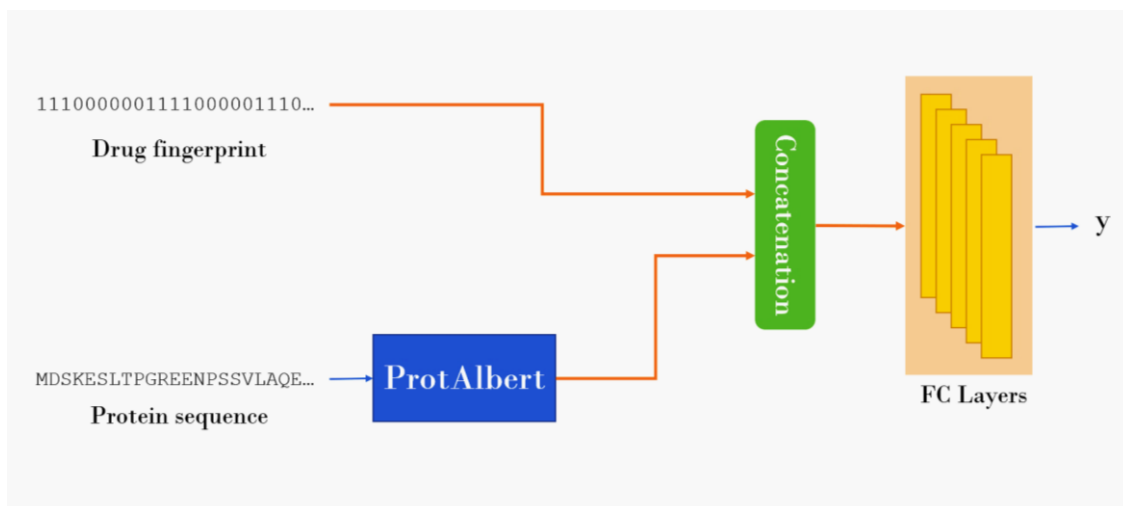 1110000001111000001110...
Drug fingerprint
Concatenation
y
MDSKESLTPGREENPSSVLAQE...
ProtAlbert
Protein sequence
FC Layers